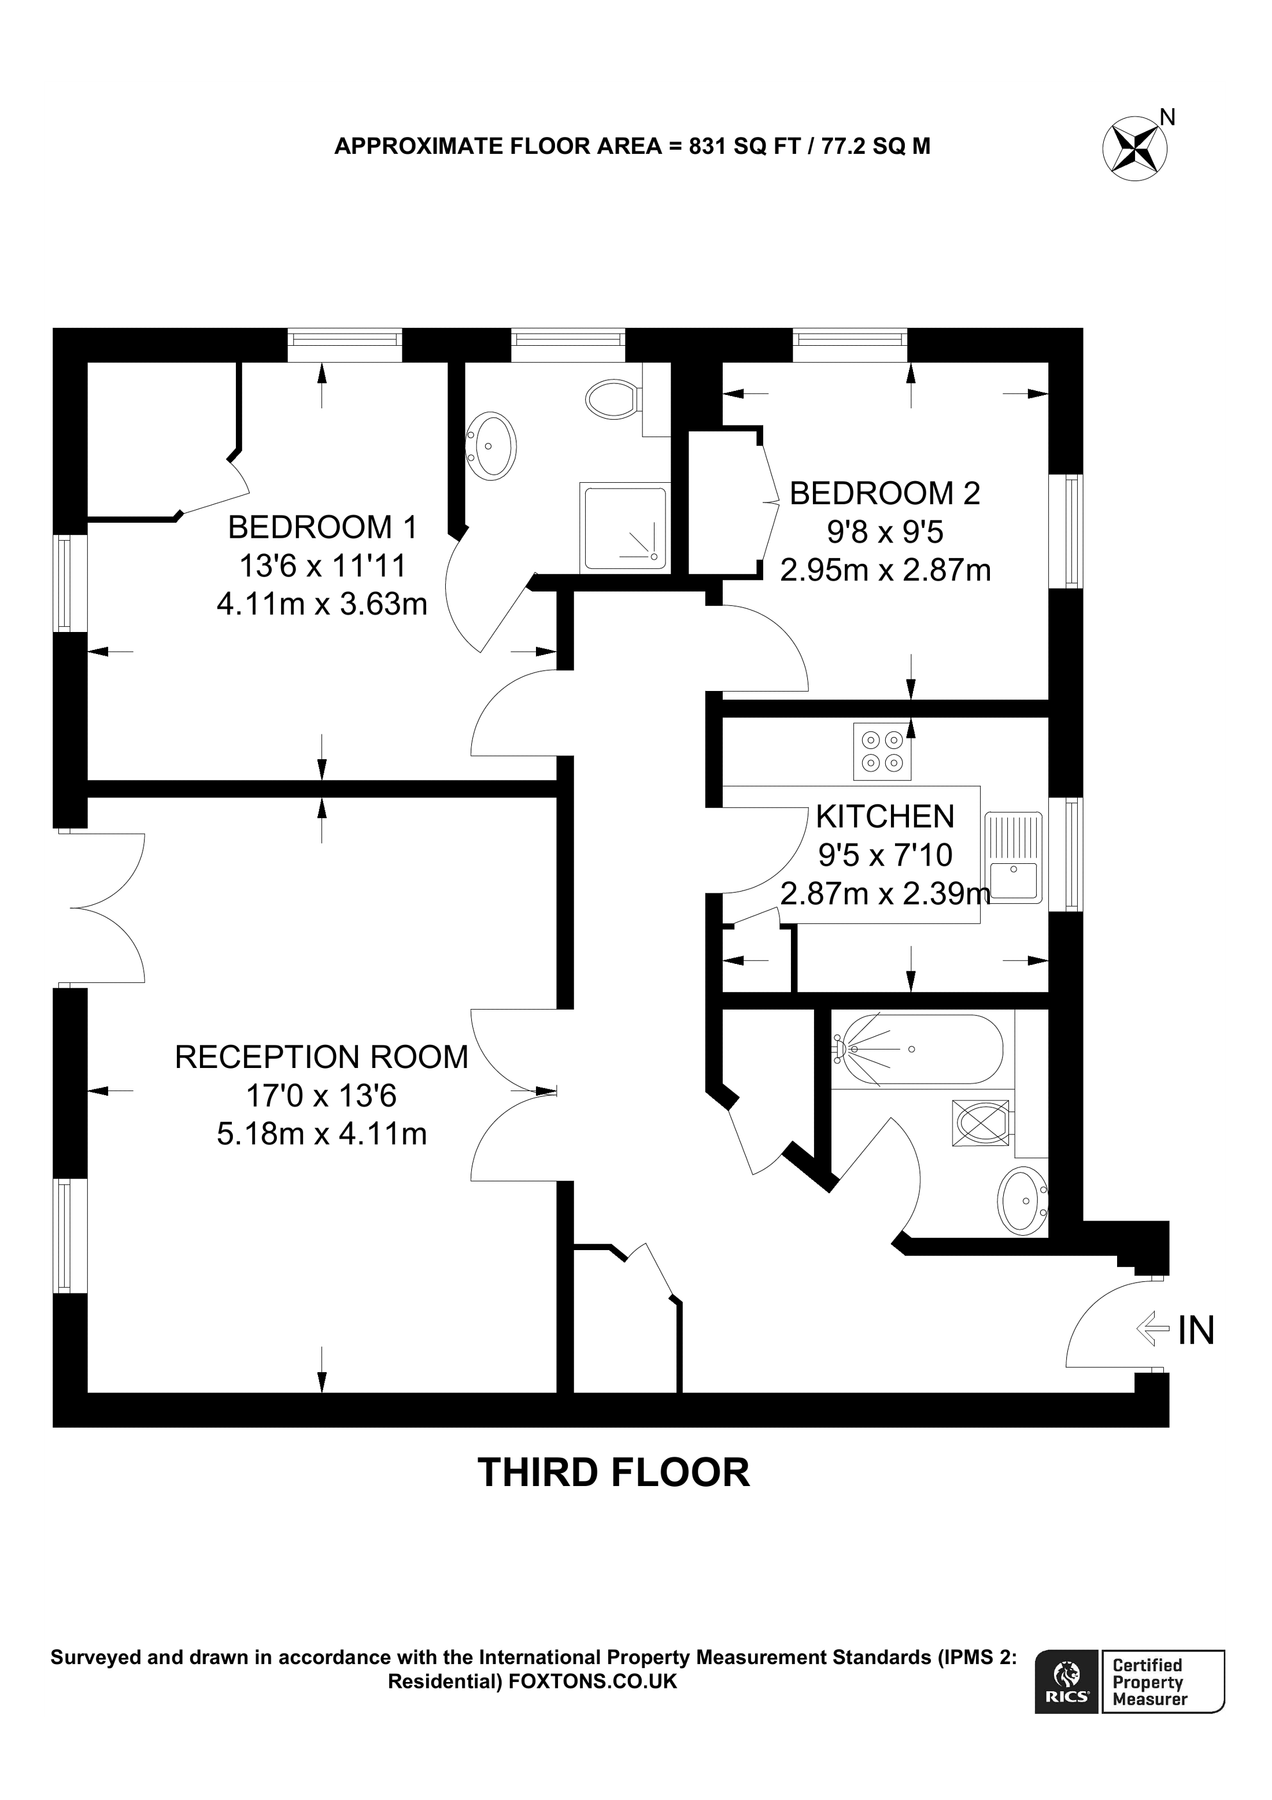 N
APPROXIMATE FLOOR AREA = 831 SQ FT / 77.2 SQ M
BEDROOM 1
13'6 x 11'11
4.11m x 3.63m
BEDROOM 2
9'8 x 9'5
2.95m x 2.87m
KITCHEN
9'5 x 7'10
2.87m x 2.39m
RECEPTION ROOM
17'0 x 13'6
5.18m x 4.11m
IN
THIRD FLOOR
Surveyed and drawn in accordance with the International Property Measurement Standards (IPMS 2:
Residential) FOXTONS.CO.UK
RICS
Certified
Property
Measurer